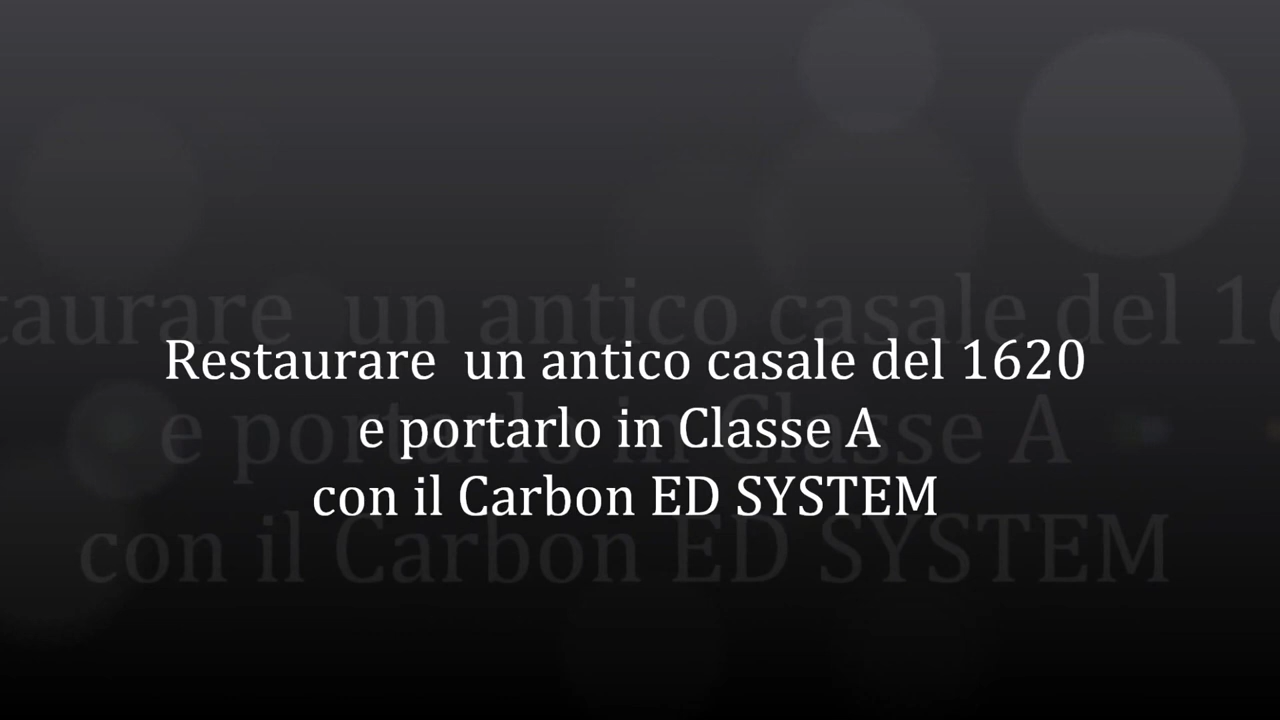 Restaurare  un antico casale del 1620
e portarlo in Classe A
con il Carbon ED SYSTEM